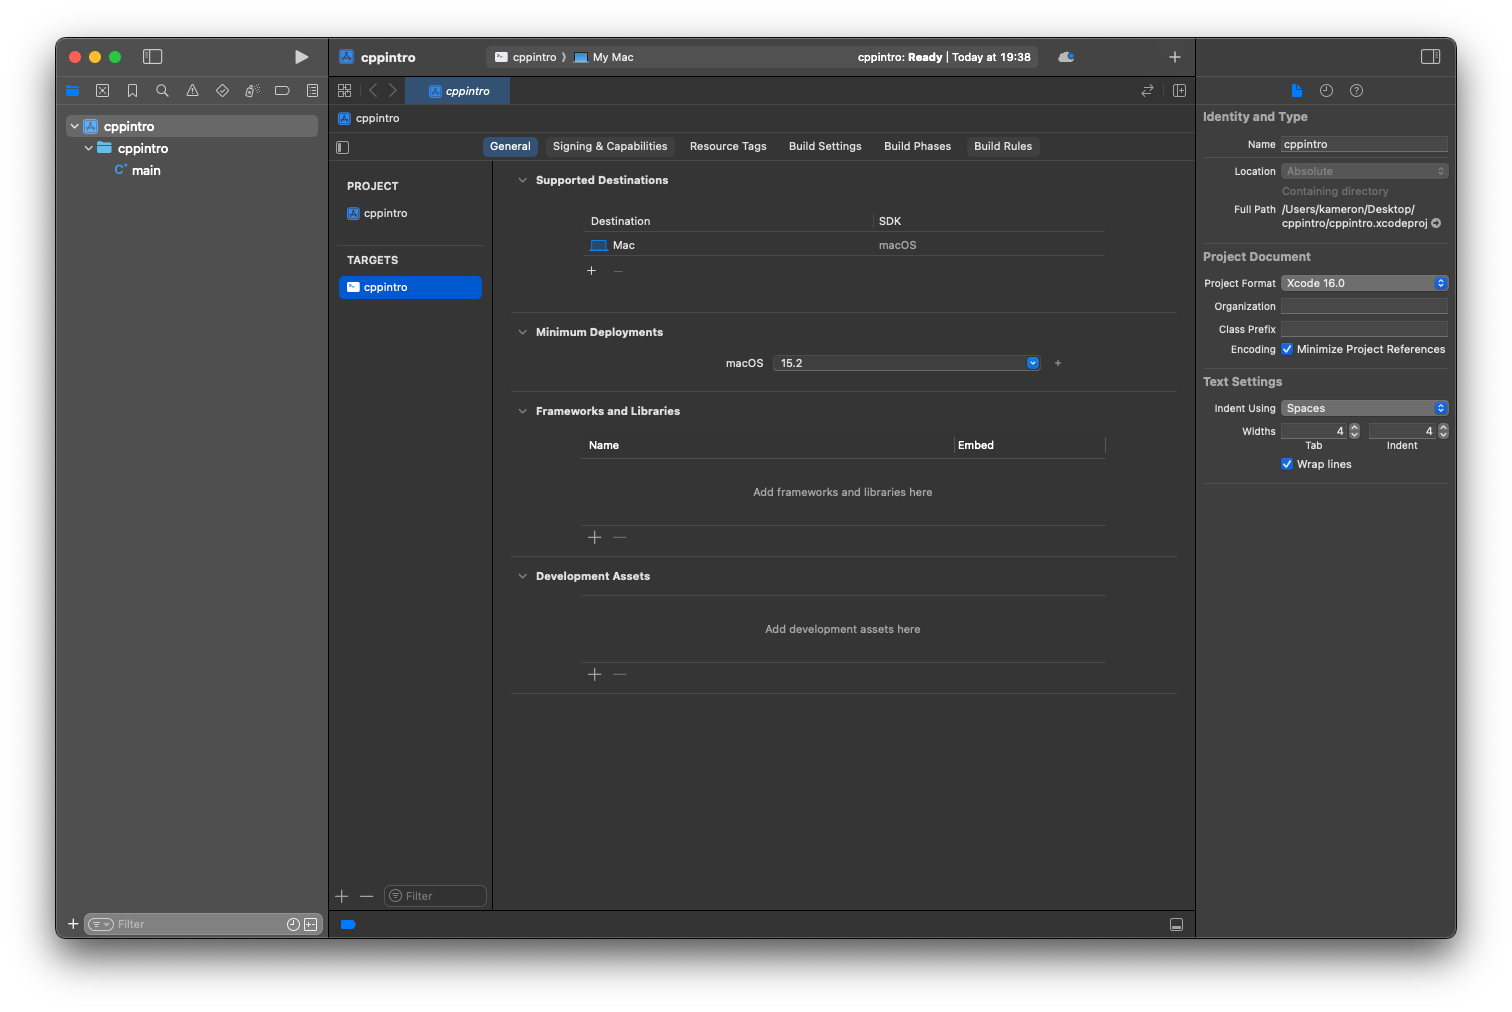 cppintro
cppintro
main
Filter
cppintro
cppintro
My Mac
cppintro: Ready | Today at 19:38
cppintro
cppintro
General
Signing & Capabilities
Resource Tags
Build Settings
Build Phases
Build Rules
PROJECT
cppintro
TARGETS
cppintro
Filter
Supported Destinations
Destination
SDK
Mac
macOS
Minimum Deployments
macOS
15.2
Frameworks and Libraries
Name
Embed
Add frameworks and libraries here
Development Assets
Add development assets here
Identity and Type
Name
cppintro
Location
Absolute
Containing directory
Full Path
/Users/kameron/Desktop/
cppintro/cppintro.xcodeproj
Project Document
Project Format
Xcode 16.0
Organization
Class Prefix
Encoding
Minimize Project References
Text Settings
Indent Using
Spaces
Widths
4
4
Tab
Indent
Wrap lines